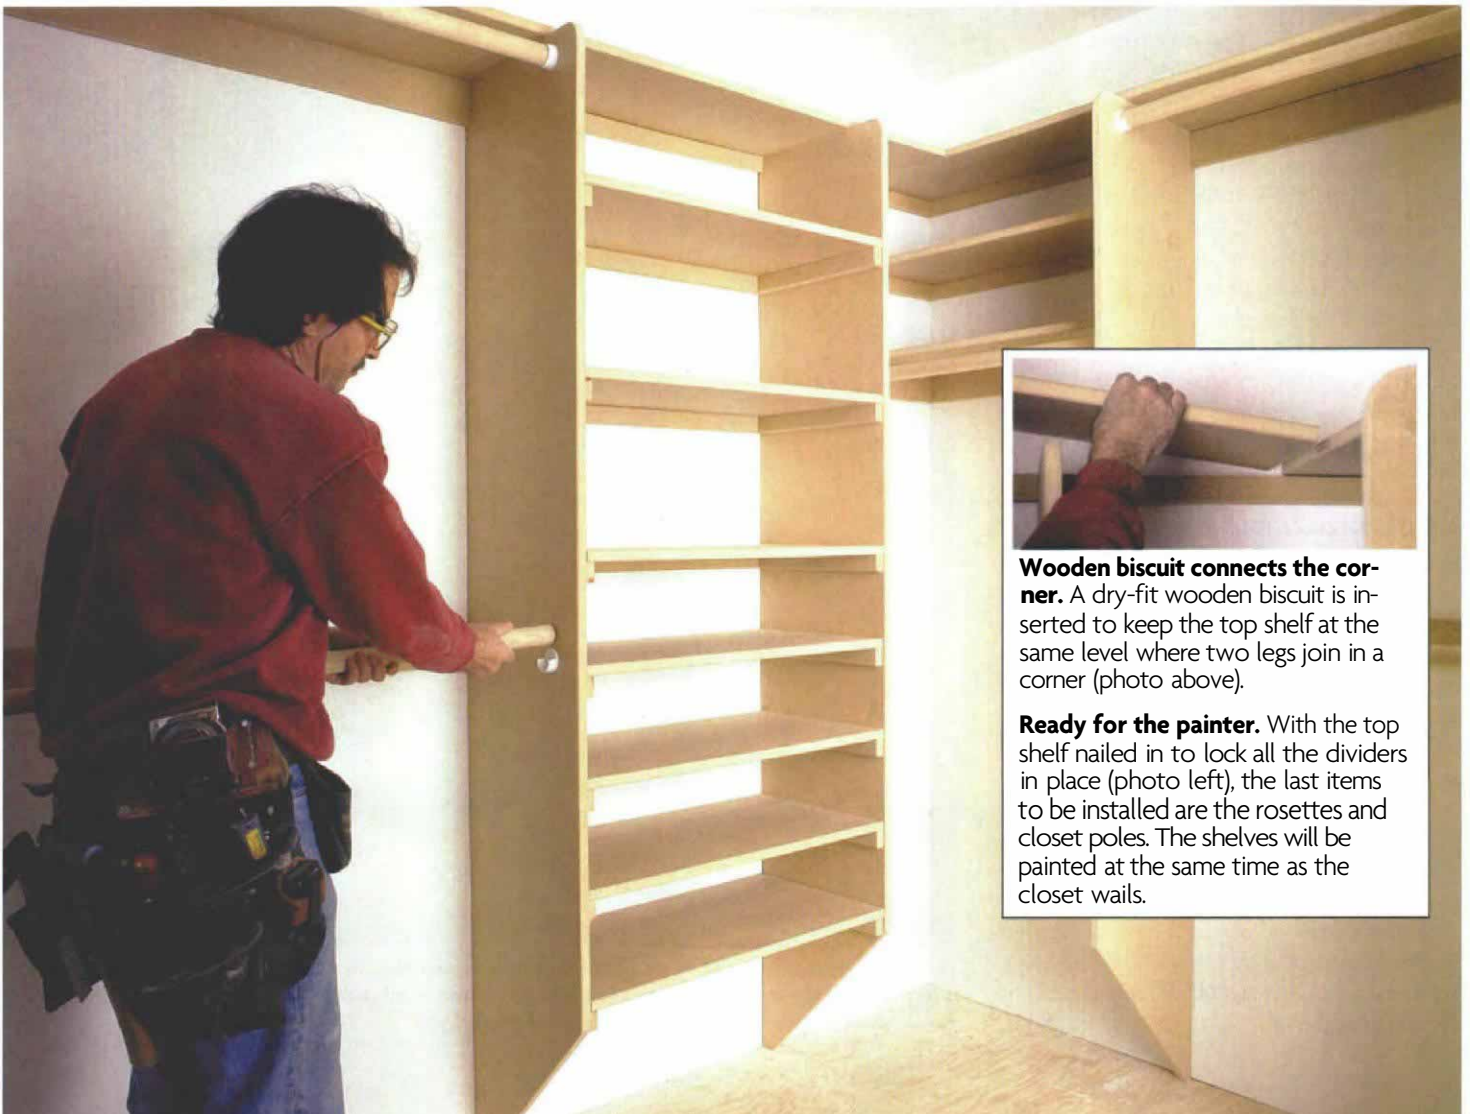 Wooden biscuit connects the cor-
ner. A dry-fit wooden biscuit is in-
serted to keep the top shelf at the
same level where two legs join in a
corner (photo above).
Ready for the painter. With the top
shelf nailed in to lock all the dividers
in place (photo left), the last items
to be installed are the rosettes and
closet poles. The shelves will be
painted at the same time as the
closet wails.